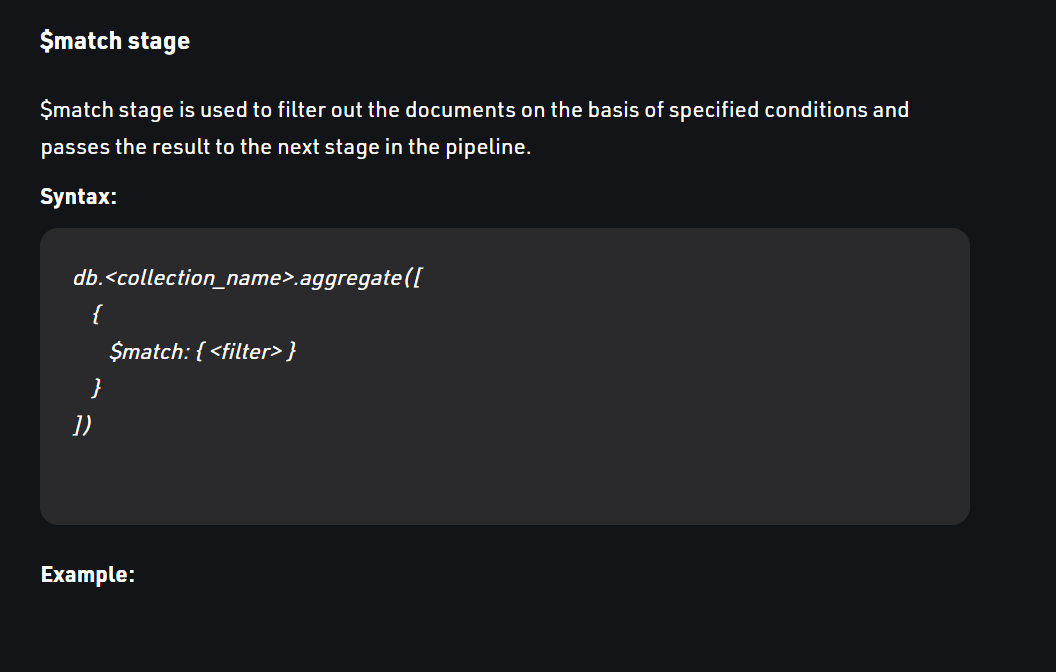 $match stage
$match stage is used to filter out the documents on the basis of specified conditions and
passes the result to the next stage in the pipeline.
Syntax:
db.<collection_name>.aggregate([
{
$match: { <filter> }
}
])
Example: